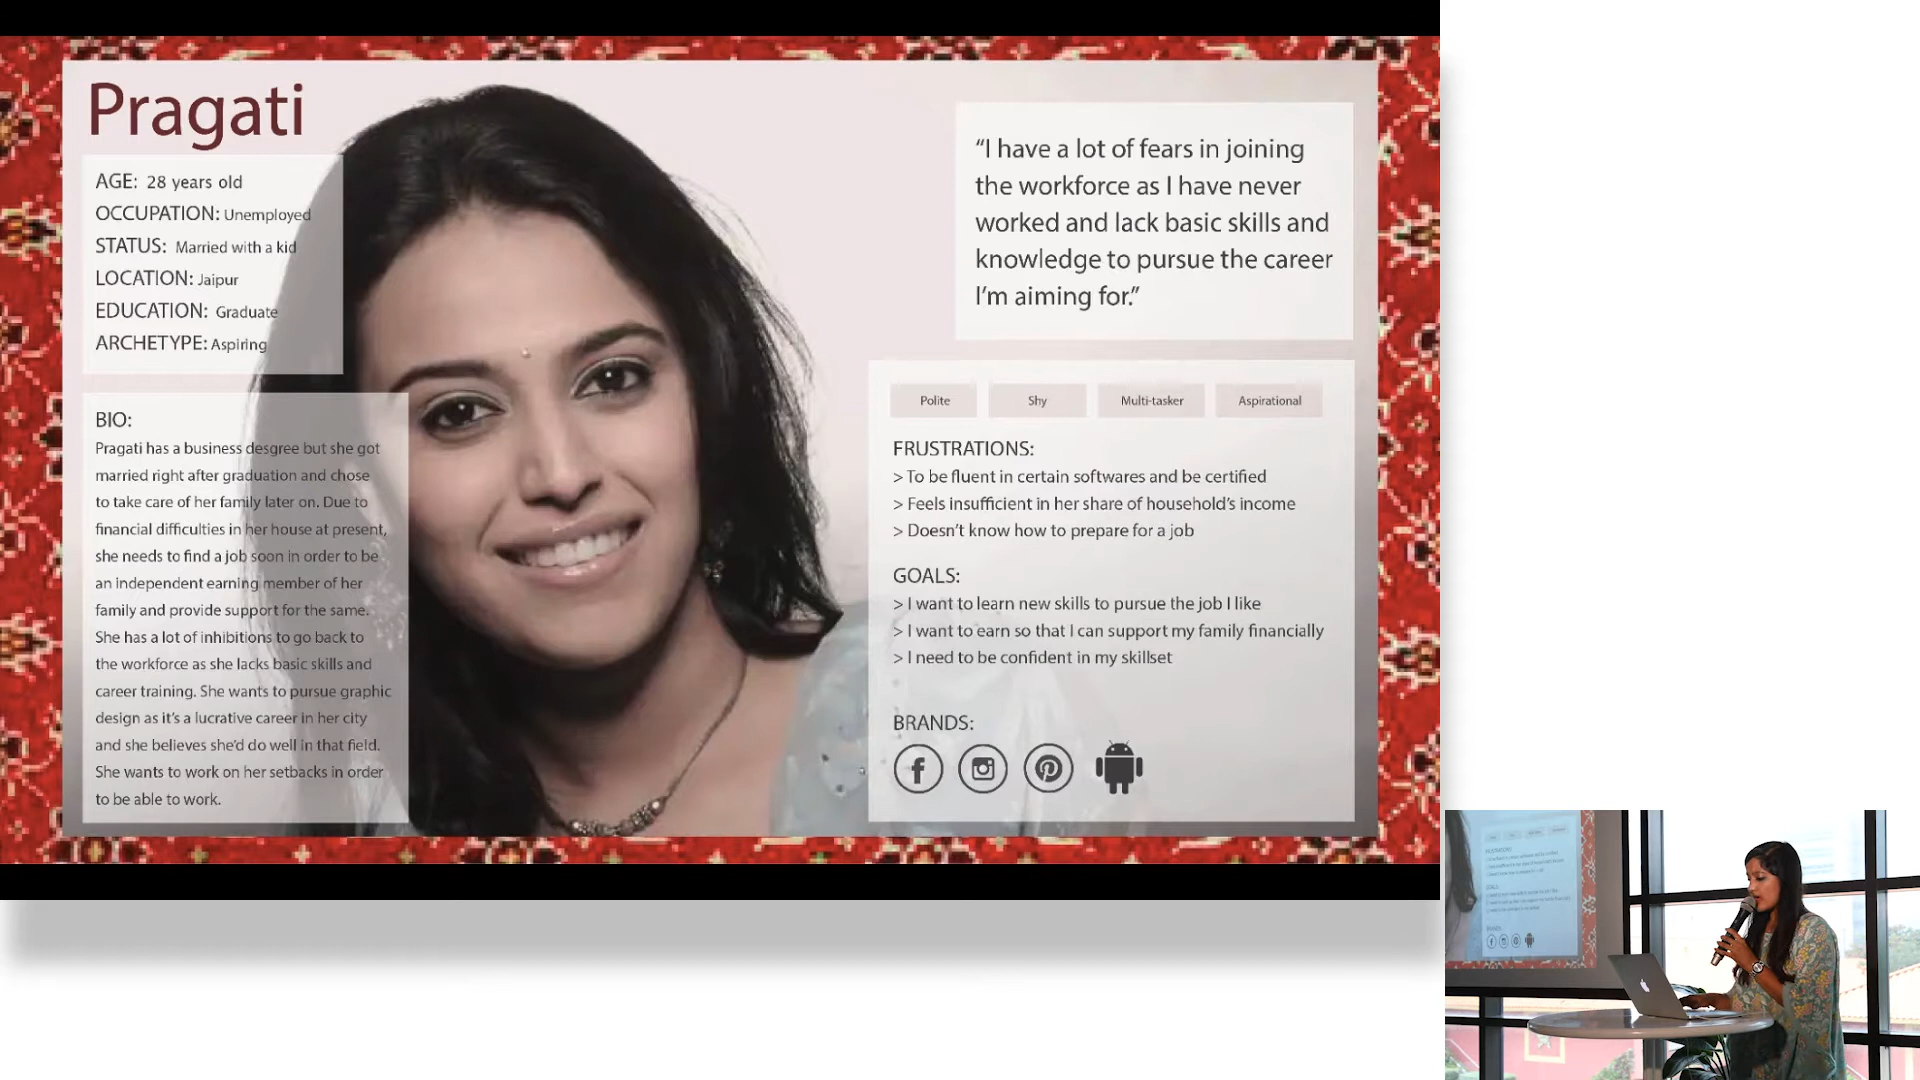 Pragati
AGE: 28 years old
OCCUPATION: Unemployed
STATUS: Married with a kid
LOCATION: Jaipur
EDUCATION: Graduate
ARCHETYPE: Aspiring
BIO:
Pragati has a business desgree but she got
married right after graduation and chose
to take care of her family later on. Due to
financial difficulties in her house at present,
she needs to find a job soon in order to be
an independent earning member of her
family and provide support for the same.
She has a lot of inhibitions to go back to
the workforce as she lacks basic skills and
career training. She wants to pursue graphic
design as it's a lucrative career in her city
and she believes she'd do well in that field.
She wants to work on her setbacks in order
to be able to work.
“I have a lot of fears in joining
the workforce as I have never
worked and lack basic skills and
knowledge to pursue the career
I'm aiming for.”
Polite Shy Multi-tasker Aspirational
FRUSTRATIONS:
> To be fluent in certain softwares and be certified
> Feels insufficient in her share of household's income
> Doesn't know how to prepare for a job
GOALS:
> I want to learn new skills to pursue the job I like
> I want to earn so that I can support my family financially
> I need to be confident in my skillset
BRANDS: